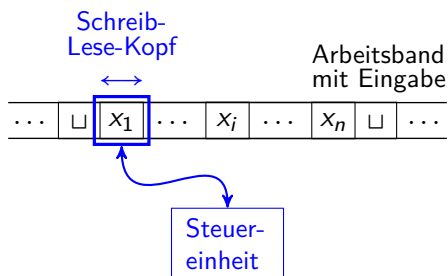 Schreib-
Lese-Kopf
↔
Arbeitsband
mit Eingabe
··· ⊔ x₁ ··· xᵢ ··· xₙ ⊔ ···
Steuer-
einheit